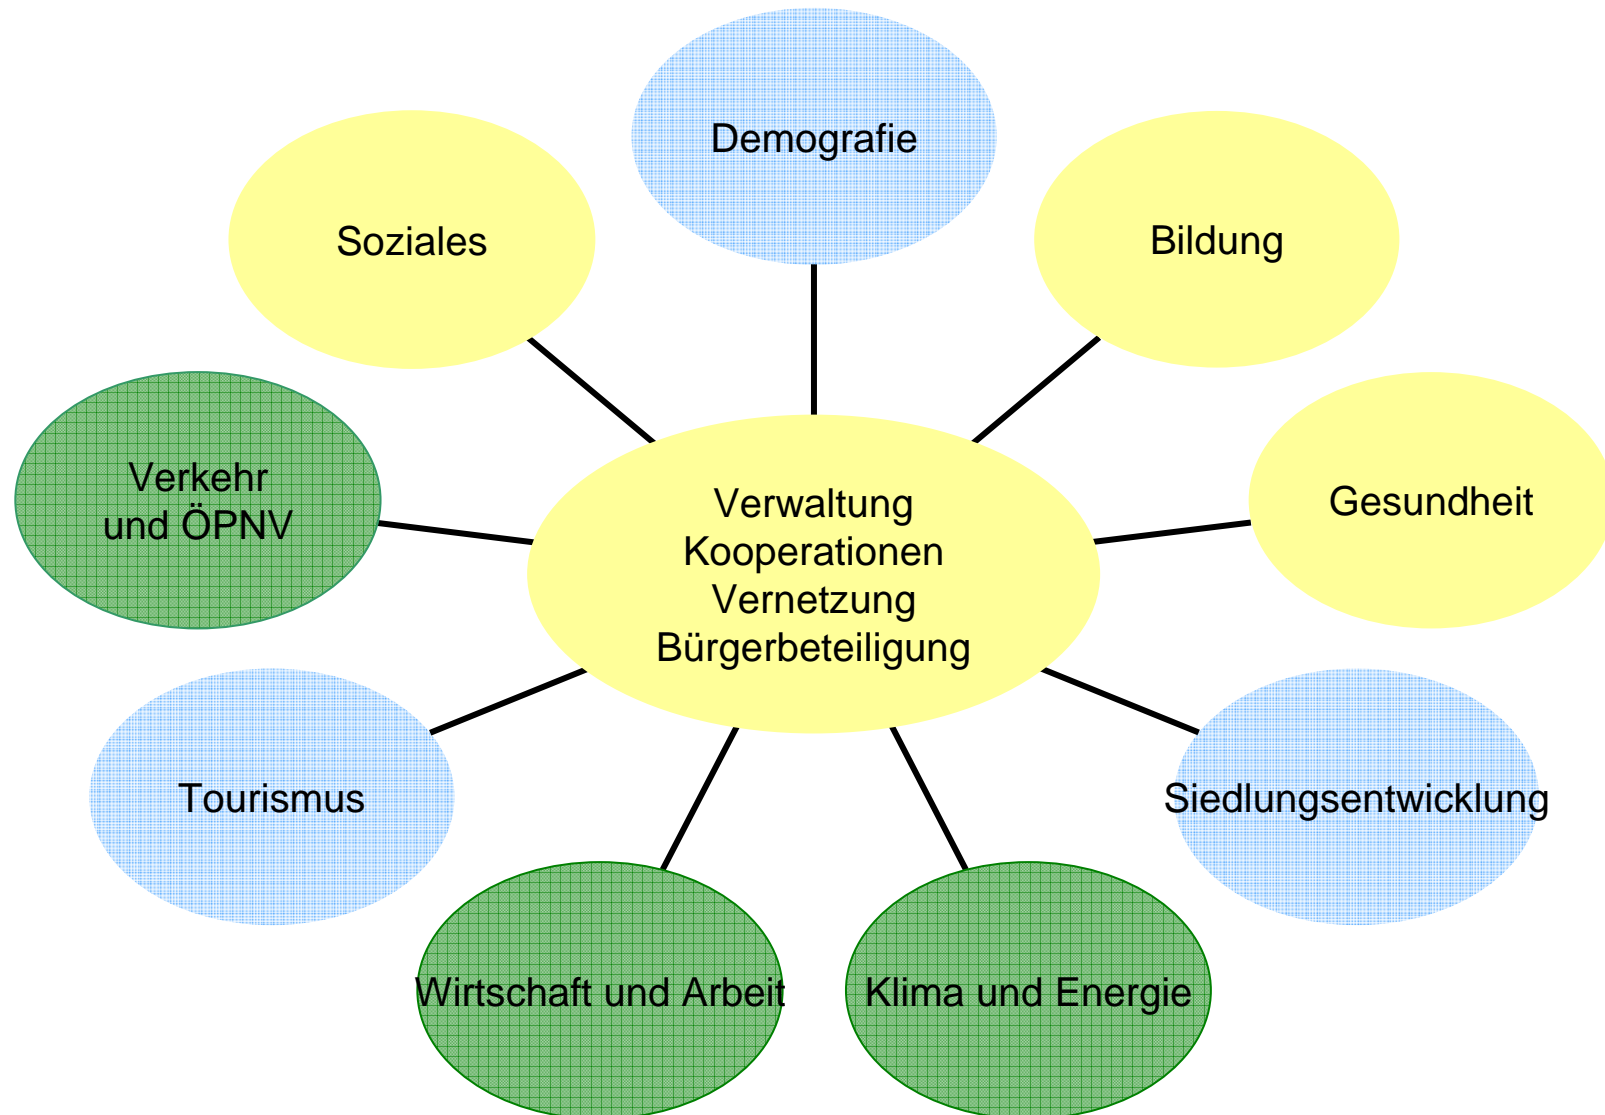 Demografie
Soziales
Bildung
Verkehr
und ÖPNV
Gesundheit
Verwaltung
Kooperationen
Vernetzung
Bürgerbeteiligung
Tourismus
Siedlungsentwicklung
Wirtschaft und Arbeit
Klima und Energie